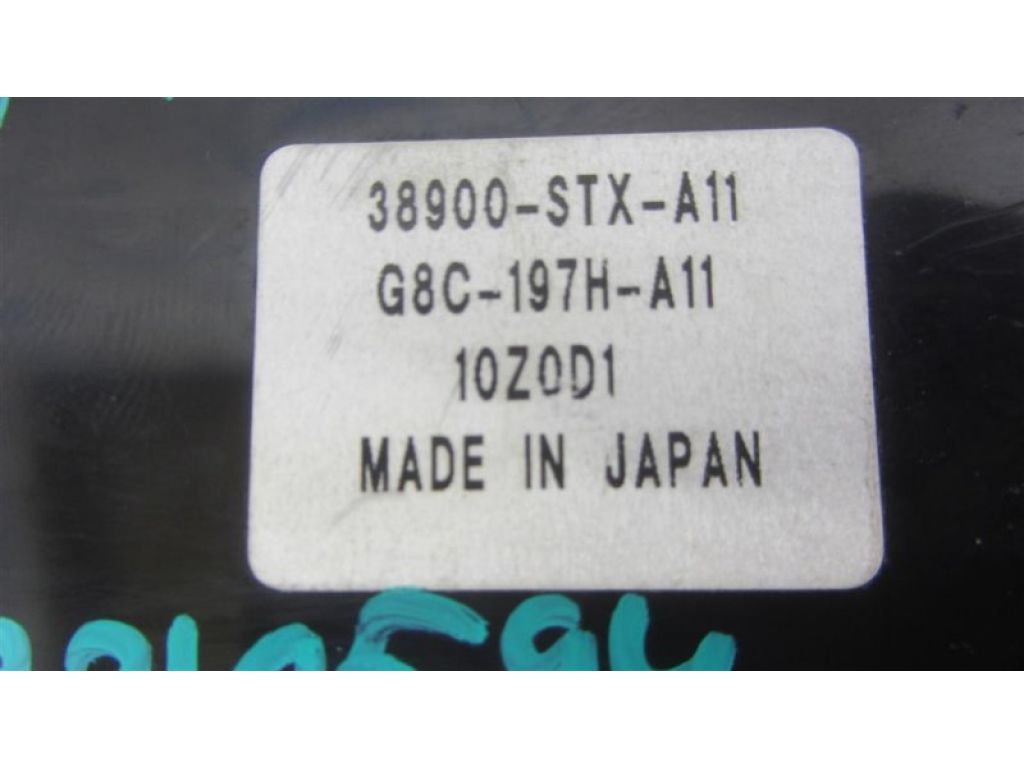 38900-STX-A11
G8C-197H-A11
10Z0D1
MADE IN JAPAN